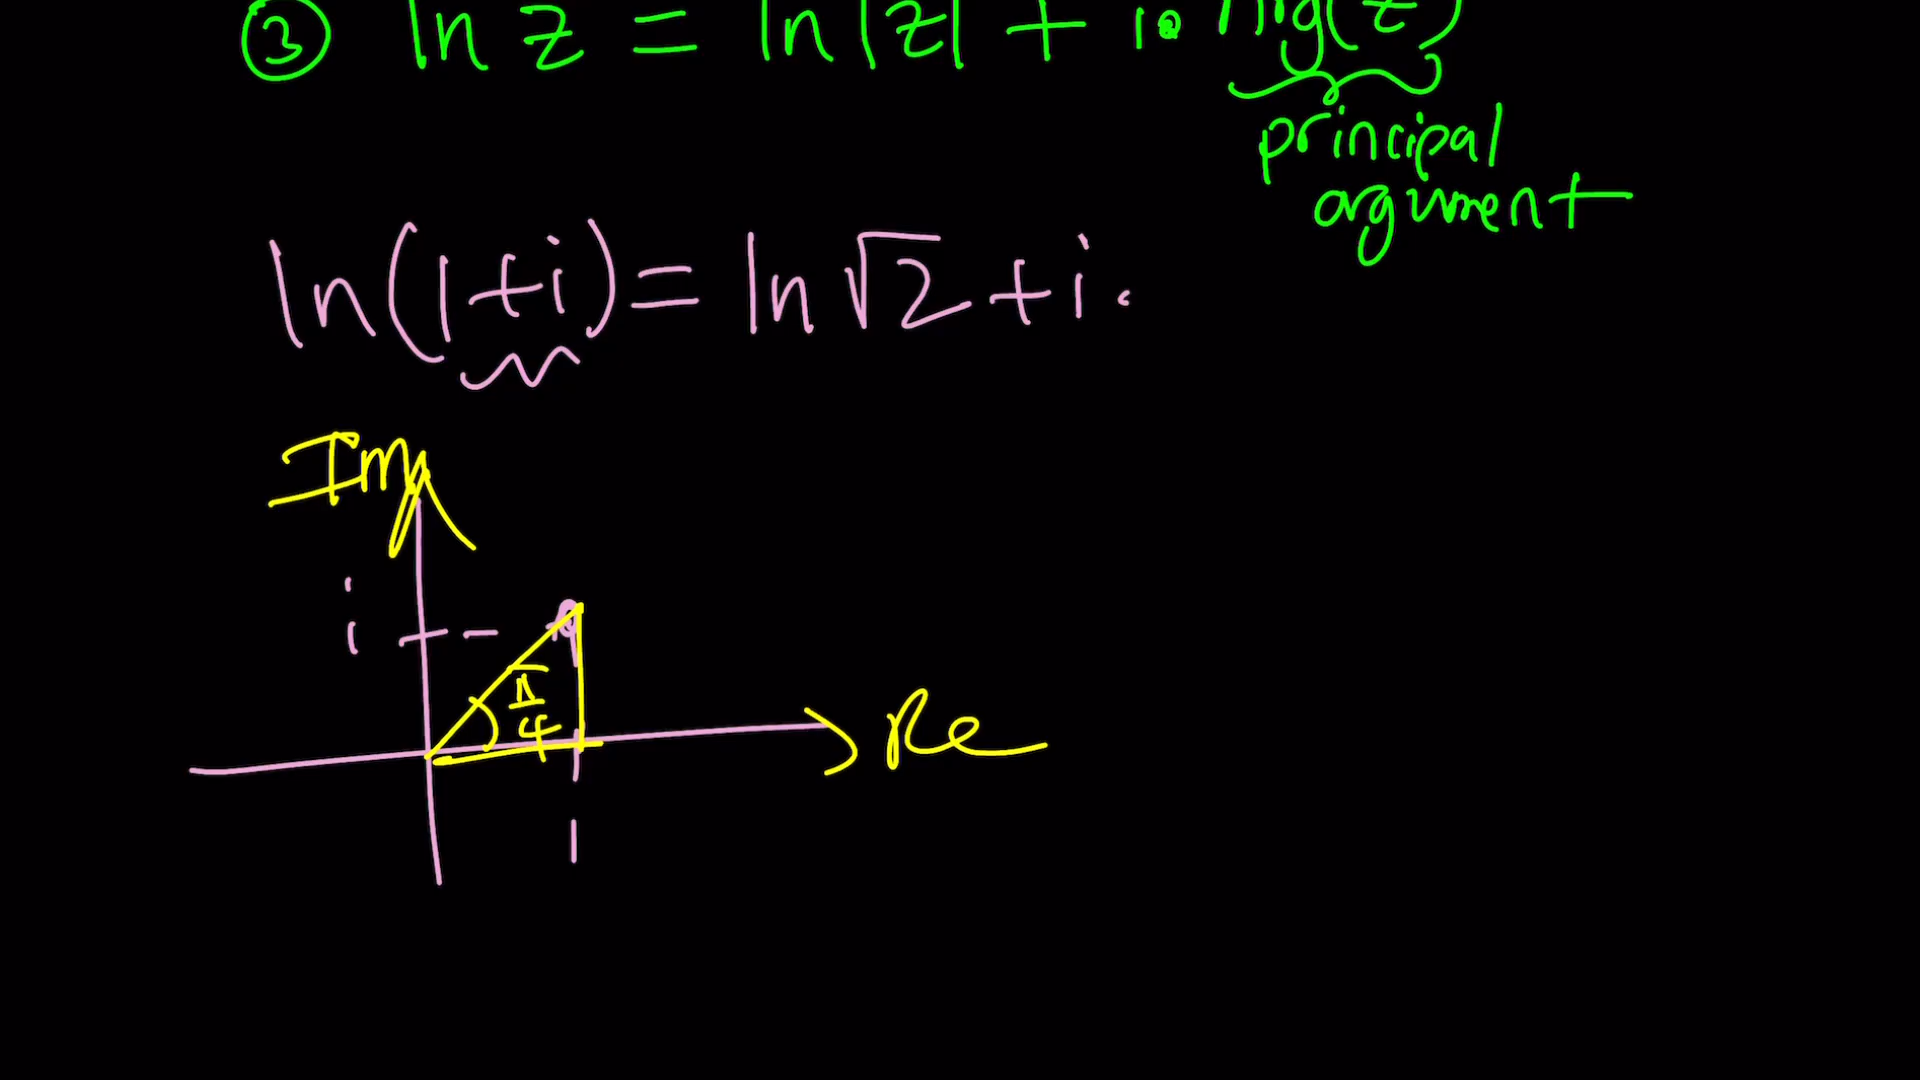 ③ ln z = ln|z| + i• Arg(z)
principal
argument
ln(1+i) = ln√2 + i.
Im
i
π/4
Re
1